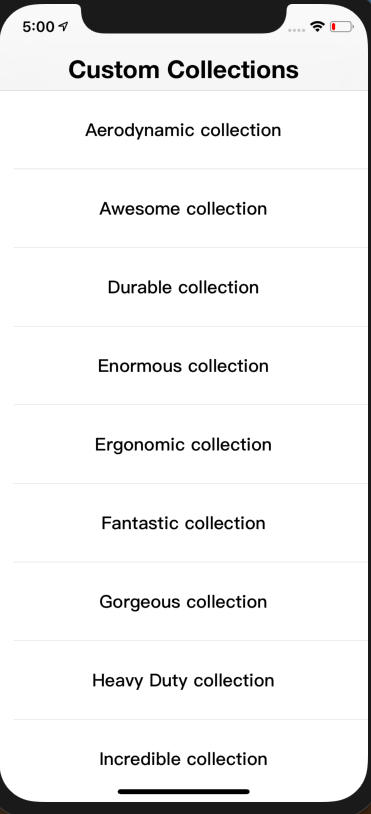 5:00
Custom Collections
Aerodynamic collection
Awesome collection
Durable collection
Enormous collection
Ergonomic collection
Fantastic collection
Gorgeous collection
Heavy Duty collection
Incredible collection